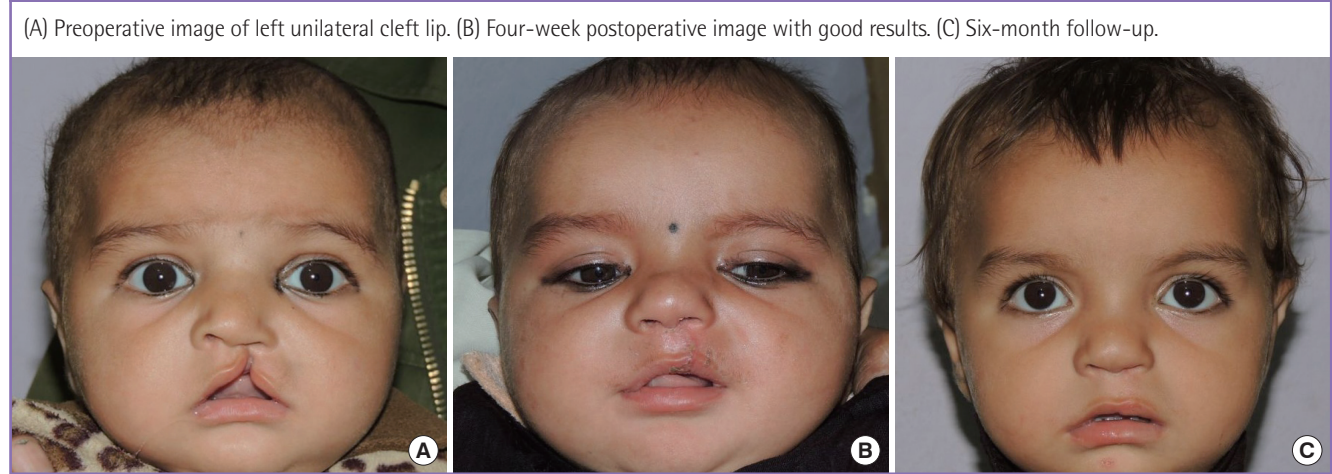 (A) Preoperative image of left unilateral cleft lip. (B) Four-week postoperative image with good results. (C) Six-month follow-up.
A
B
C